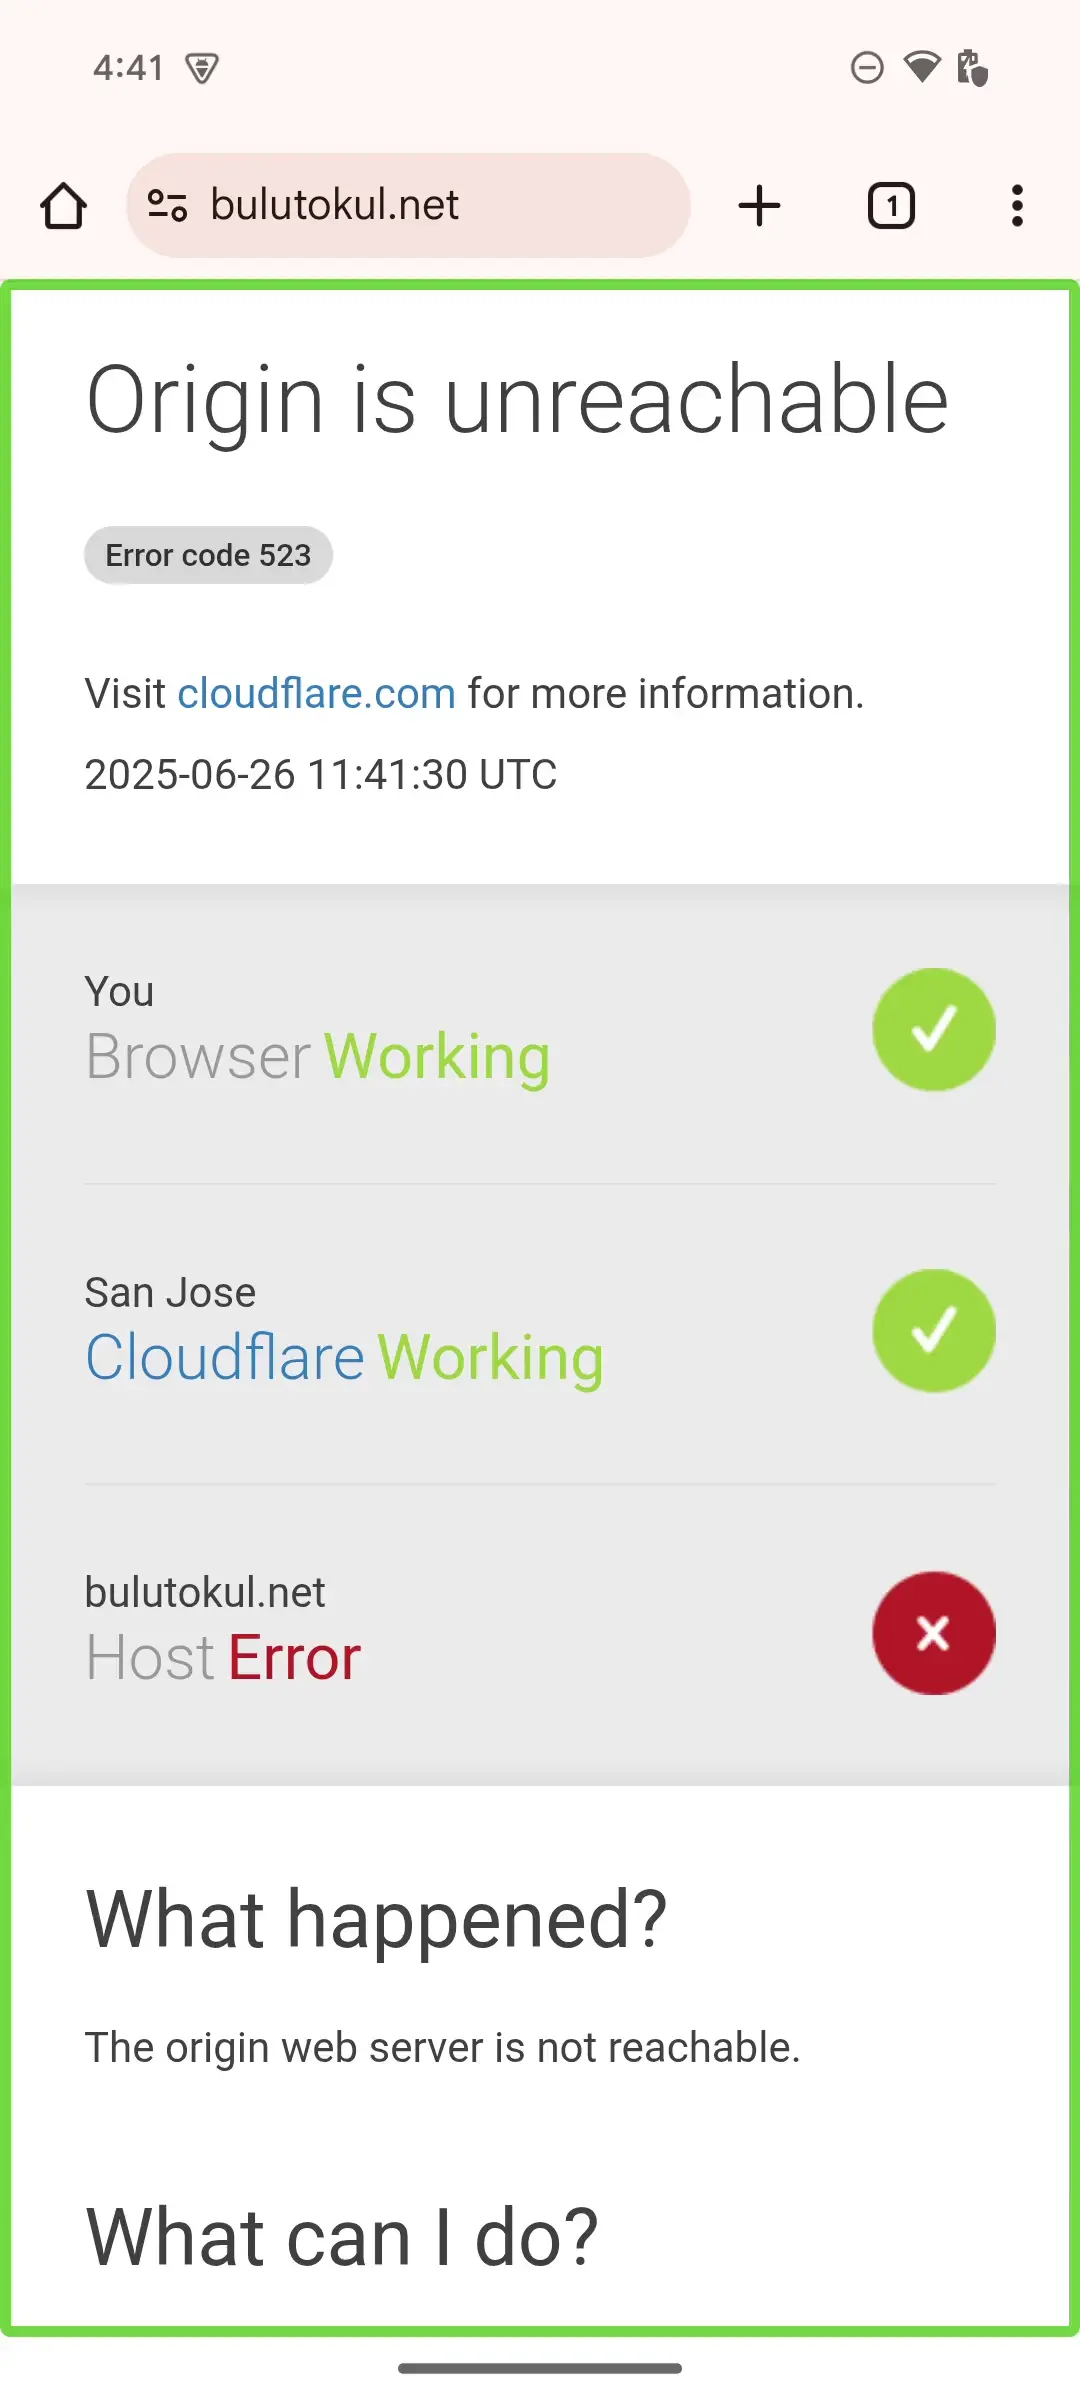 4:41
bulutokul.net
1
Origin is unreachable
Error code 523
Visit cloudflare.com for more information.
2025-06-26 11:41:30 UTC
You
Browser Working
San Jose
Cloudflare Working
bulutokul.net
Host Error
What happened?
The origin web server is not reachable.
What can I do?